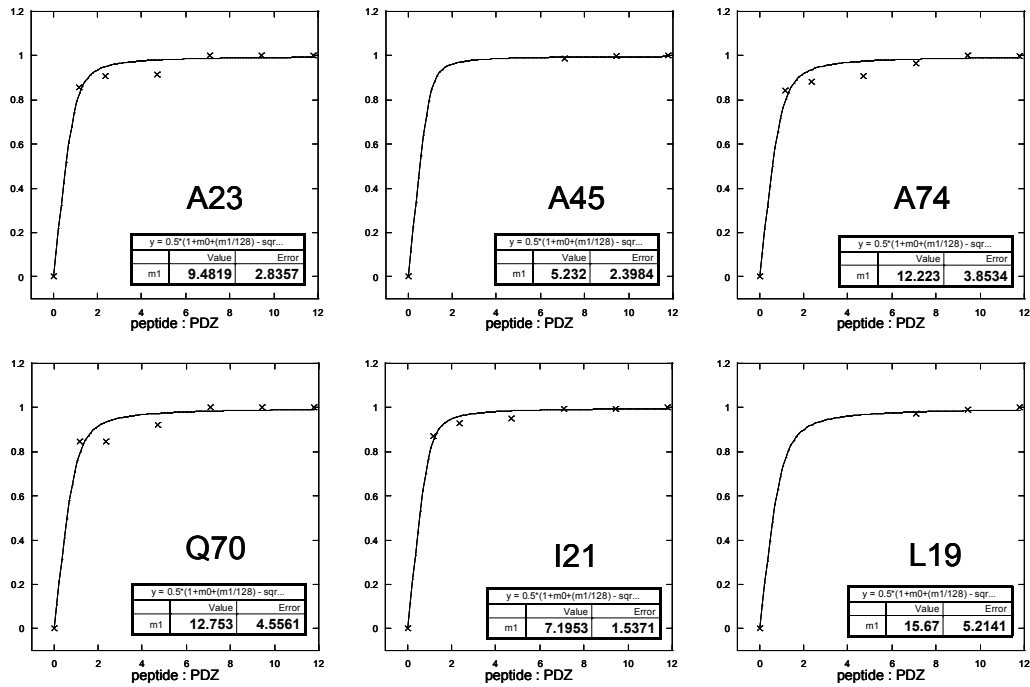 1.2
1
0.8
0.6
0.4
0.2
0
A23
y = 0.5*(1+m0+(m1/128) - sqr...
Value Error
m1 9.4819 2.8357
0 2 4 6 8 10 12
peptide : PDZ
1.2
1
0.8
0.6
0.4
0.2
0
A45
y = 0.5*(1+m0+(m1/128) - sqr...
Value Error
m1 5.232 2.3984
0 2 4 6 8 10 12
peptide : PDZ
1.2
1
0.8
0.6
0.4
0.2
0
A74
y = 0.5*(1+m0+(m1/128) - sqr...
Value Error
m1 12.223 3.8534
0 2 4 6 8 10 12
peptide : PDZ
1.2
1
0.8
0.6
0.4
0.2
0
Q70
y = 0.5*(1+m0+(m1/128) - sqr...
Value Error
m1 12.753 4.5561
0 2 4 6 8 10 12
peptide : PDZ
1.2
1
0.8
0.6
0.4
0.2
0
I21
y = 0.5*(1+m0+(m1/128) - sqr...
Value Error
m1 7.1953 1.5371
0 2 4 6 8 10 12
peptide : PDZ
1.2
1
0.8
0.6
0.4
0.2
0
L19
y = 0.5*(1+m0+(m1/128) - sqr...
Value Error
m1 15.67 5.2141
0 2 4 6 8 10 12
peptide : PDZ